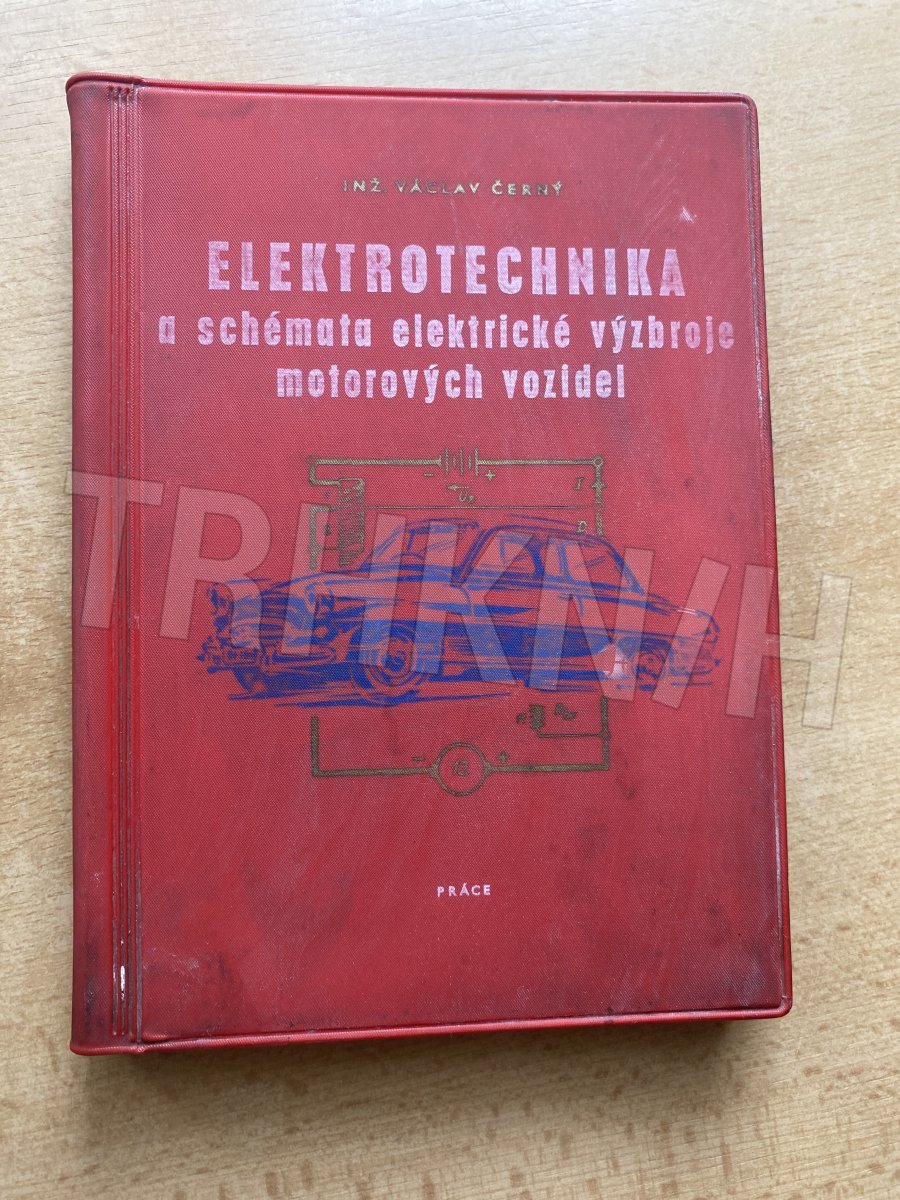 INŽ. VÁCLAV ČERNÝ
ELEKTROTECHNIKA
a schémata elektrické výzbroje
motorových vozidel
TRHKNIH
PRÁCE